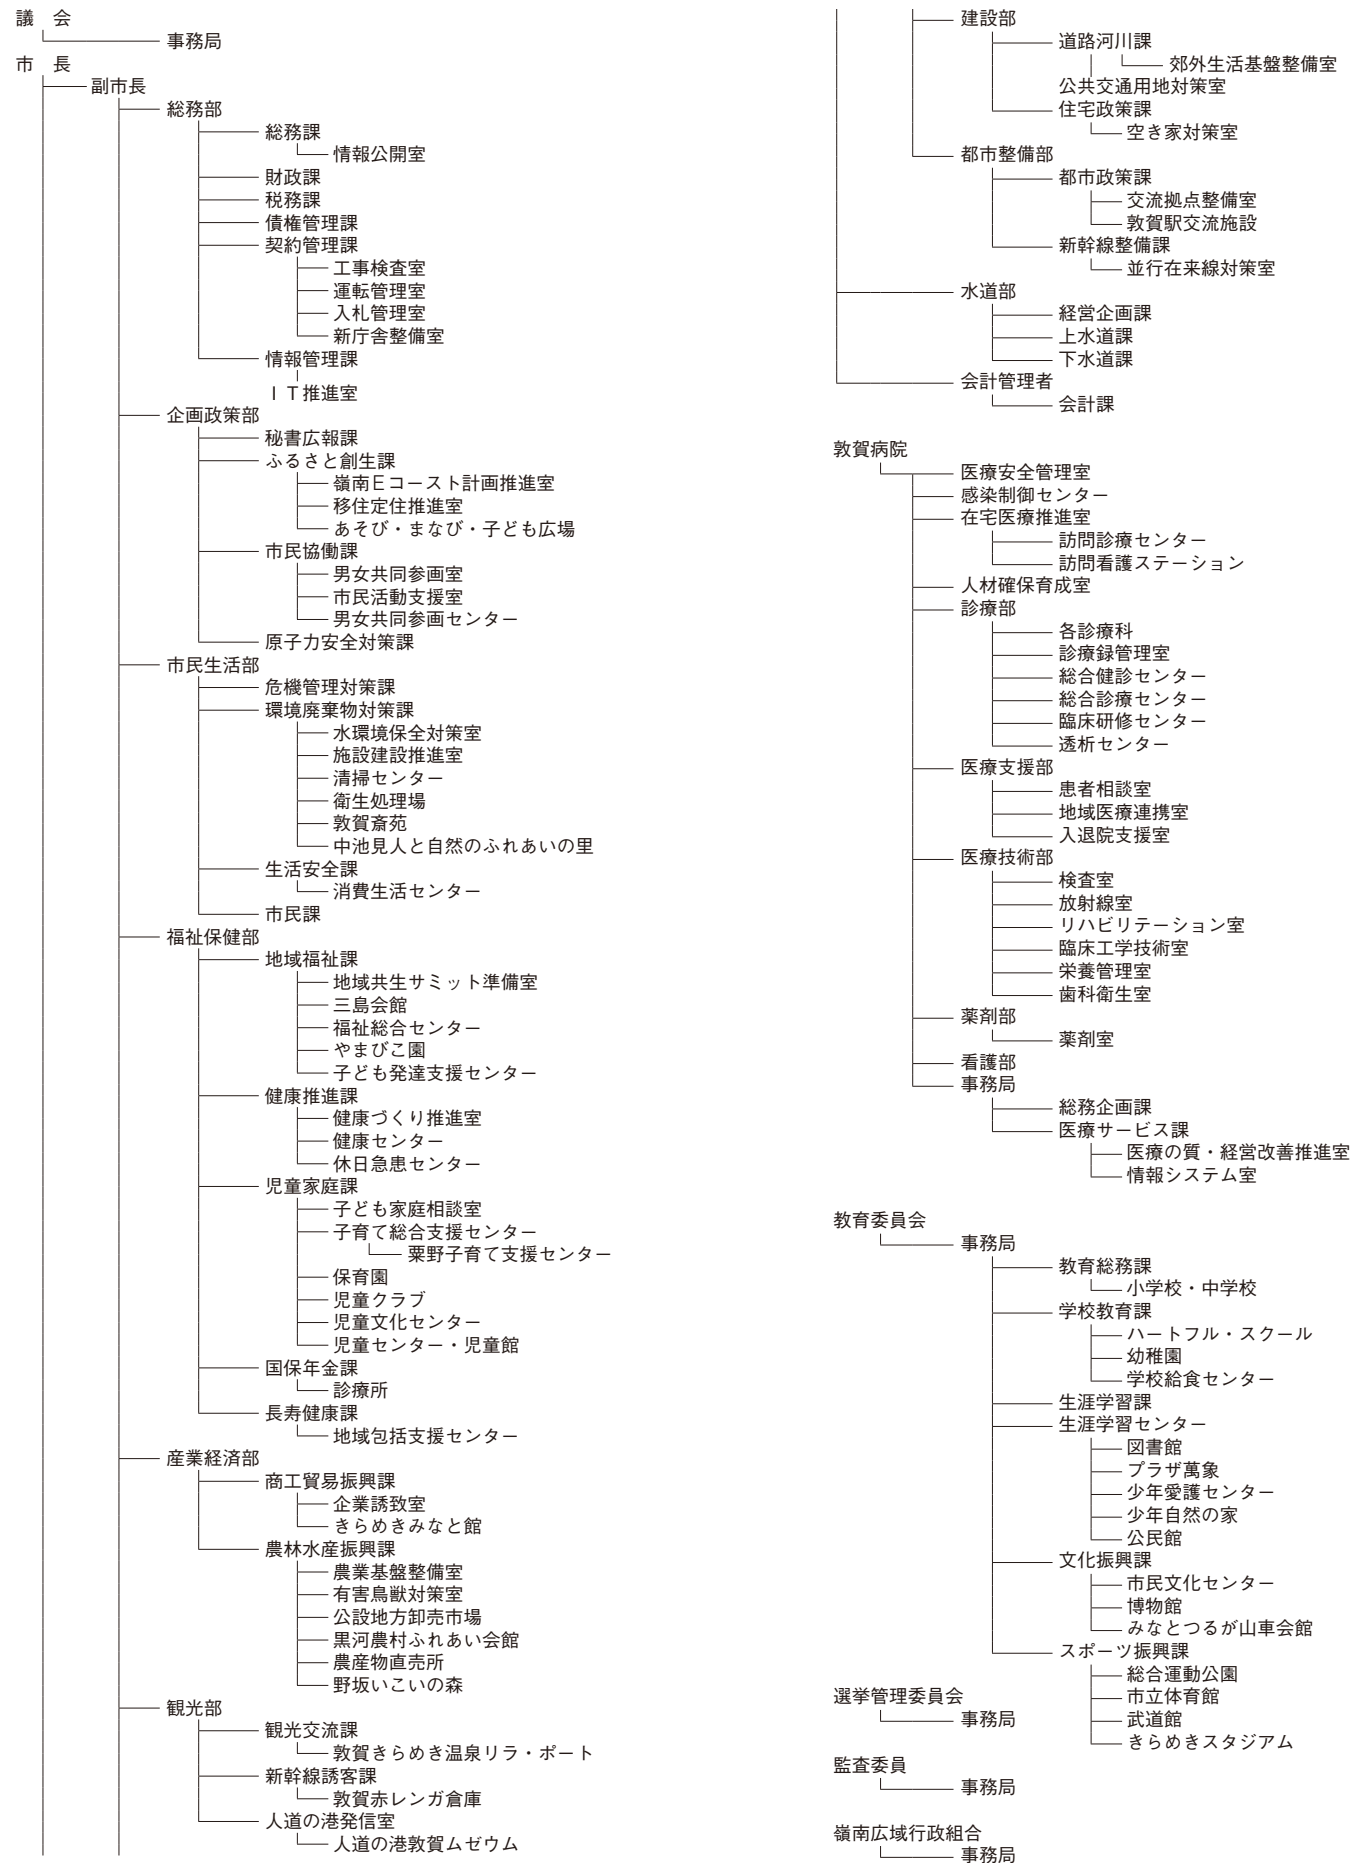 議　会
事務局
市　長
副市長
総務部
総務課
情報公開室
財政課
税務課
債権管理課
契約管理課
工事検査室
運転管理室
入札管理室
新庁舎整備室
情報管理課
ＩＴ推進室
企画政策部
秘書広報課
ふるさと創生課
嶺南Ｅコースト計画推進室
移住定住推進室
あそび・まなび・子ども広場
市民協働課
男女共同参画室
市民活動支援室
男女共同参画センター
原子力安全対策課
市民生活部
危機管理対策課
環境廃棄物対策課
水環境保全対策室
施設建設推進室
清掃センター
衛生処理場
敦賀斎苑
中池見人と自然のふれあいの里
生活安全課
消費生活センター
市民課
福祉保健部
地域福祉課
地域共生サミット準備室
三島会館
福祉総合センター
やまびこ園
子ども発達支援センター
健康推進課
健康づくり推進室
健康センター
休日急患センター
児童家庭課
子ども家庭相談室
子育て総合支援センター
粟野子育て支援センター
保育園
児童クラブ
児童文化センター
児童センター・児童館
国保年金課
診療所
長寿健康課
地域包括支援センター
産業経済部
商工貿易振興課
企業誘致室
きらめきみなと館
農林水産振興課
農業基盤整備室
有害鳥獣対策室
公設地方卸売市場
黒河農村ふれあい会館
農産物直売所
野坂いこいの森
観光部
観光交流課
敦賀きらめき温泉リラ・ポート
新幹線誘客課
敦賀赤レンガ倉庫
人道の港発信室
人道の港敦賀ムゼウム
建設部
道路河川課
郊外生活基盤整備室
公共交通用地対策室
住宅政策課
空き家対策室
都市整備部
都市政策課
交流拠点整備室
敦賀駅交流施設
新幹線整備課
並行在来線対策室
水道部
経営企画課
上水道課
下水道課
会計管理者
会計課
敦賀病院
医療安全管理室
感染制御センター
在宅医療推進室
訪問診療センター
訪問看護ステーション
人材確保育成室
診療部
各診療科
診療録管理室
総合健診センター
総合診療センター
臨床研修センター
透析センター
医療支援部
患者相談室
地域医療連携室
入退院支援室
医療技術部
検査室
放射線室
リハビリテーション室
臨床工学技術室
栄養管理室
歯科衛生室
薬剤部
薬剤室
看護部
事務局
総務企画課
医療サービス課
医療の質・経営改善推進室
情報システム室
教育委員会
事務局
教育総務課
小学校・中学校
学校教育課
ハートフル・スクール
幼稚園
学校給食センター
生涯学習課
生涯学習センター
図書館
プラザ萬象
少年愛護センター
少年自然の家
公民館
文化振興課
市民文化センター
博物館
みなとつるが山車会館
スポーツ振興課
総合運動公園
市立体育館
武道館
きらめきスタジアム
選挙管理委員会
事務局
監査委員
事務局
嶺南広域行政組合
事務局